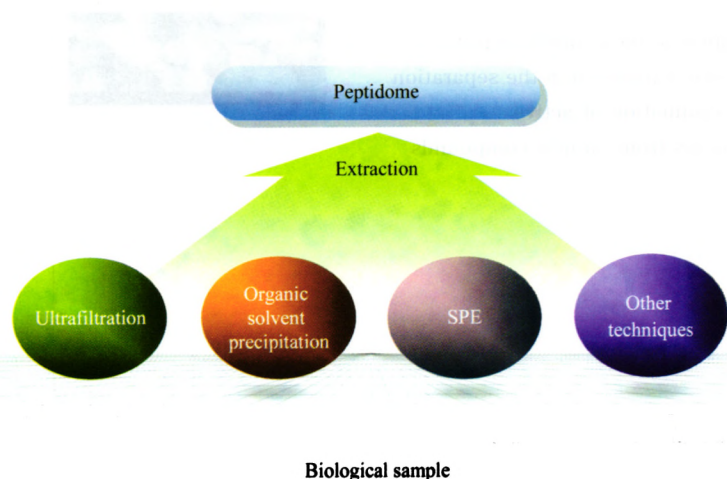 Peptidome
Extraction
Ultrafiltration
Organic
solvent
precipitation
SPE
Other
techniques
Biological sample